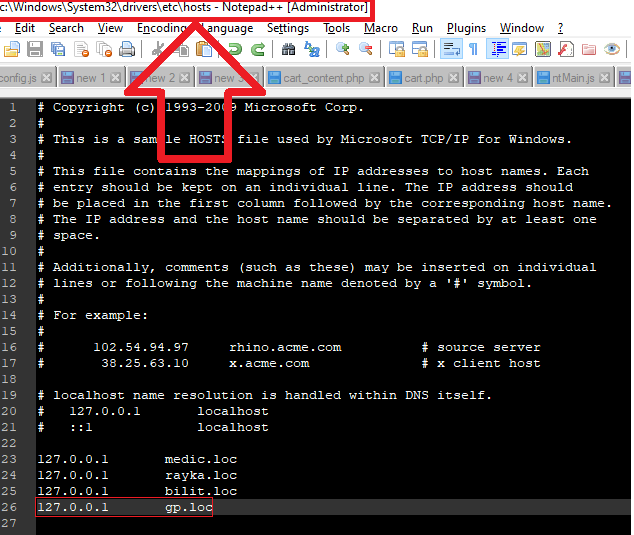 c:\Windows\System32\drivers\etc\hosts - Notepad++ [Administrator]
Edit Search View Encoding Settings Tools Macro Run Plugins Window ?
config.js new 1 new 2 new 3 cart_content.php cart.php new 4 ntMain.js
1 # Copyright (c) 1993-2009 Microsoft Corp.
2 #
3 # This is a sample HOSTS file used by Microsoft TCP/IP for Windows.
4 #
5 # This file contains the mappings of IP addresses to host names. Each
6 # entry should be kept on an individual line. The IP address should
7 # be placed in the first column followed by the corresponding host name.
8 # The IP address and the host name should be separated by at least one
9 # space.
10 #
11 # Additionally, comments (such as these) may be inserted on individual
12 # lines or following the machine name denoted by a '#' symbol.
13 #
14 # For example:
15 #
16 # 102.54.94.97 rhino.acme.com # source server
17 # 38.25.63.10 x.acme.com # x client host
18
19 # localhost name resolution is handled within DNS itself.
20 # 127.0.0.1 localhost
21 # ::1 localhost
22
23 127.0.0.1 medic.loc
24 127.0.0.1 rayka.loc
25 127.0.0.1 bilit.loc
26 127.0.0.1 gp.loc
27